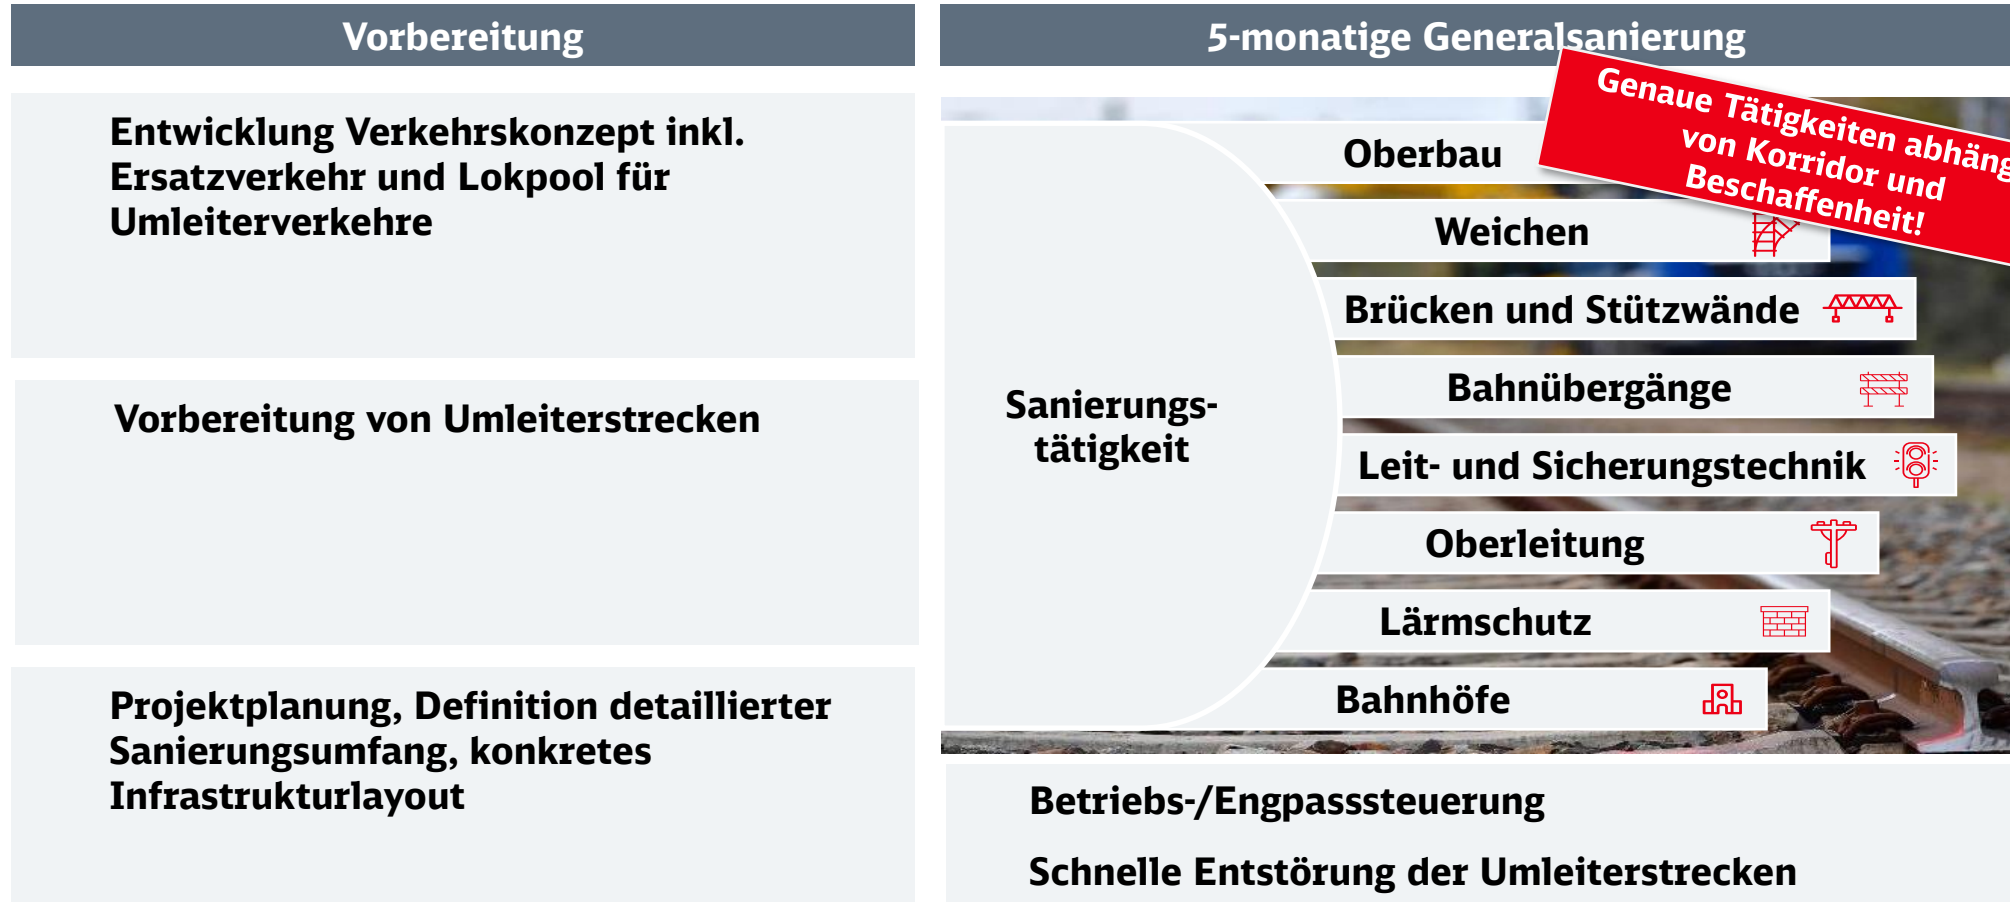 Vorbereitung
Entwicklung Verkehrskonzept inkl.
Ersatzverkehr und Lokpool für
Umleiterverkehre
Vorbereitung von Umleiterstrecken
Projektplanung, Definition detaillierter
Sanierungsumfang, konkretes
Infrastrukturlayout
5-monatige Generalsanierung
Genaue Tätigkeiten
von Korridor und
Beschaffenheit!
Sanierungs-
tätigkeit
Oberbau
Weichen
Brücken und Stützwände
Bahnübergänge
Leit- und Sicherungstechnik
Oberleitung
Lärmschutz
Bahnhöfe
Betriebs-/Engpasssteuerung
Schnelle Entstörung der Umleiterstrecken